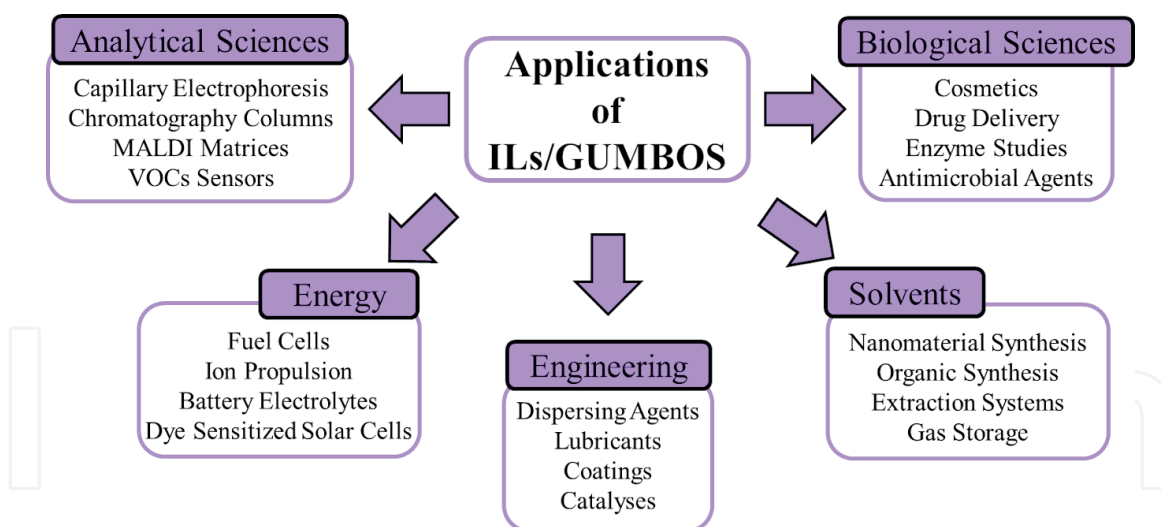 Applications
of
ILs/GUMBOS
Analytical Sciences
Capillary Electrophoresis
Chromatography Columns
MALDI Matrices
VOCs Sensors
Biological Sciences
Cosmetics
Drug Delivery
Enzyme Studies
Antimicrobial Agents
Energy
Fuel Cells
Ion Propulsion
Battery Electrolytes
Dye Sensitized Solar Cells
Engineering
Dispersing Agents
Lubricants
Coatings
Catalyses
Solvents
Nanomaterial Synthesis
Organic Synthesis
Extraction Systems
Gas Storage